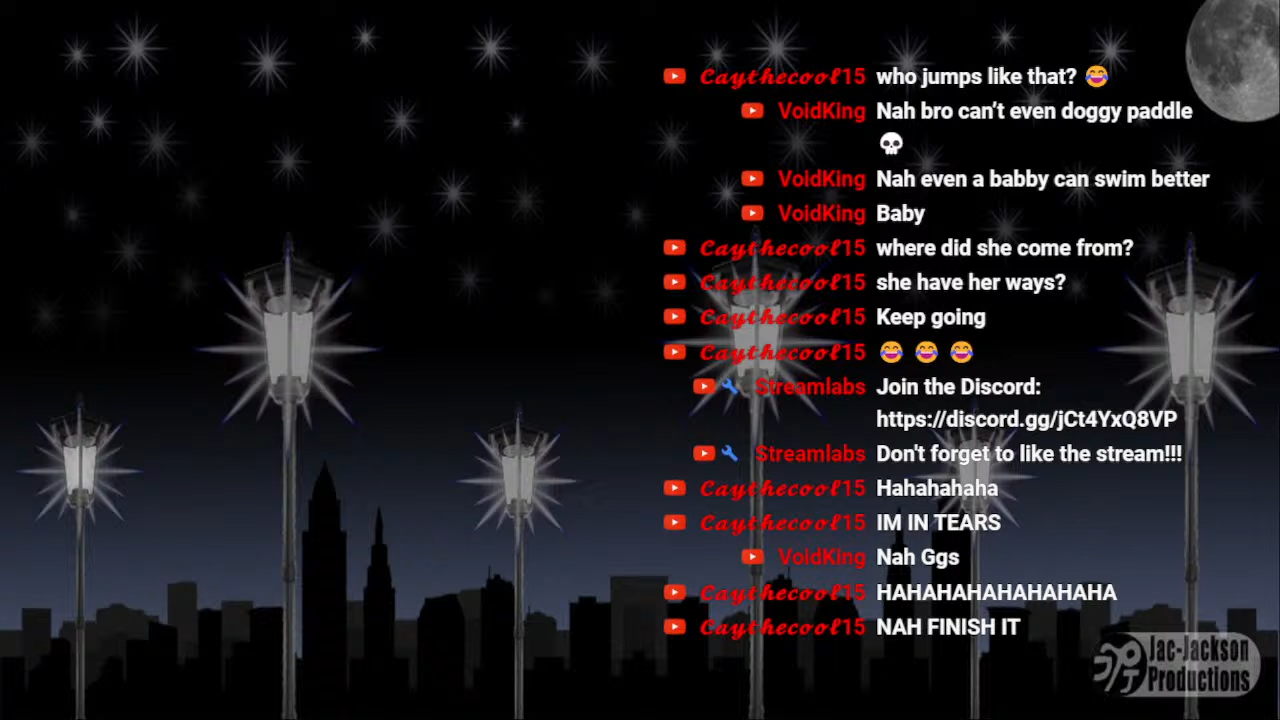 𝓒𝓪𝔂𝓽𝓱𝓮𝓬𝓸𝓸𝓵15 who jumps like that? 😂
VoidKing Nah bro can’t even doggy paddle
💀
VoidKing Nah even a babby can swim better
VoidKing Baby
𝓒𝓪𝔂𝓽𝓱𝓮𝓬𝓸𝓸𝓵15 where did she come from?
𝓒𝓪𝔂𝓽𝓱𝓮𝓬𝓸𝓸𝓵15 she have her ways?
𝓒𝓪𝔂𝓽𝓱𝓮𝓬𝓸𝓸𝓵15 Keep going
𝓒𝓪𝔂𝓽𝓱𝓮𝓬𝓸𝓸𝓵15 😂 😂 😂
Streamlabs Join the Discord:
https://discord.gg/jCt4YxQ8VP
Streamlabs Don't forget to like the stream!!!
𝓒𝓪𝔂𝓽𝓱𝓮𝓬𝓸𝓸𝓵15 Hahahahaha
𝓒𝓪𝔂𝓽𝓱𝓮𝓬𝓸𝓸𝓵15 IM IN TEARS
VoidKing Nah Ggs
𝓒𝓪𝔂𝓽𝓱𝓮𝓬𝓸𝓸𝓵15 HAHAHAHAHAHAHAHA
𝓒𝓪𝔂𝓽𝓱𝓮𝓬𝓸𝓸𝓵15 NAH FINISH IT
Jac-Jackson
Productions